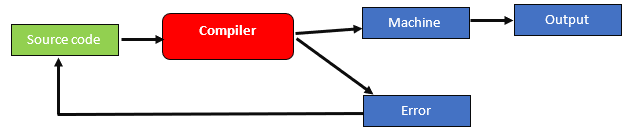 Source code
Compiler
Machine
Output
Error